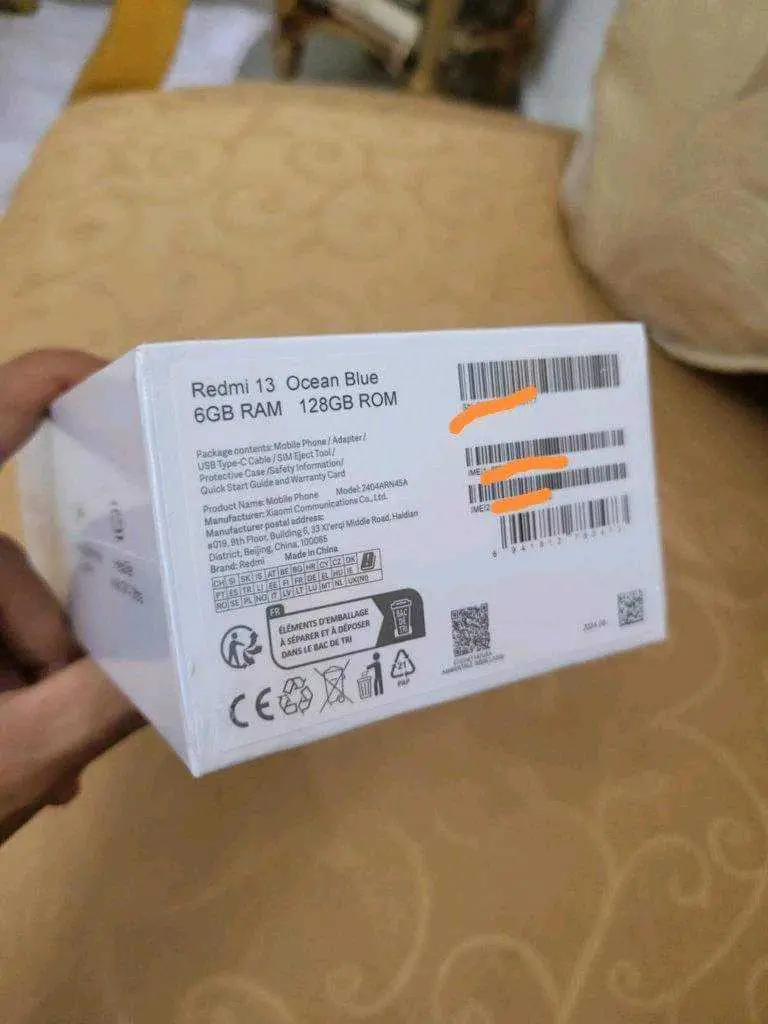 Redmi 13 Ocean Blue
6GB RAM 128GB ROM
Package contents: Mobile Phone / Adapter /
USB Type-C Cable / SIM Eject Tool /
Protective Case /Safety Information/
Quick Start Guide and Warranty Card
Product Name: Mobile Phone Model: 2404ARN45A
Manufacturer: Xiaomi Communications Co., Ltd.
Manufacturer postal address:
#019, 9th Floor, Building 6, 33 Xi'erqi Middle Road, Haidian
District, Beijing, China, 100085
Brand: Redmi Made in China
CH SI SK IS AT BE BG HR CY CZ DK
PT ES TR LI EE FI FR DE EL HU IE
RO SE PL NO IT LV LT LU MT NL UK(NI)
FR
ÉLÉMENTS D'EMBALLAGE
À SÉPARER ET À DÉPOSER
DANS LE BAC DE TRI
BAC
DE
TRI
CE
21
PAP
IMEI1
IMEI2